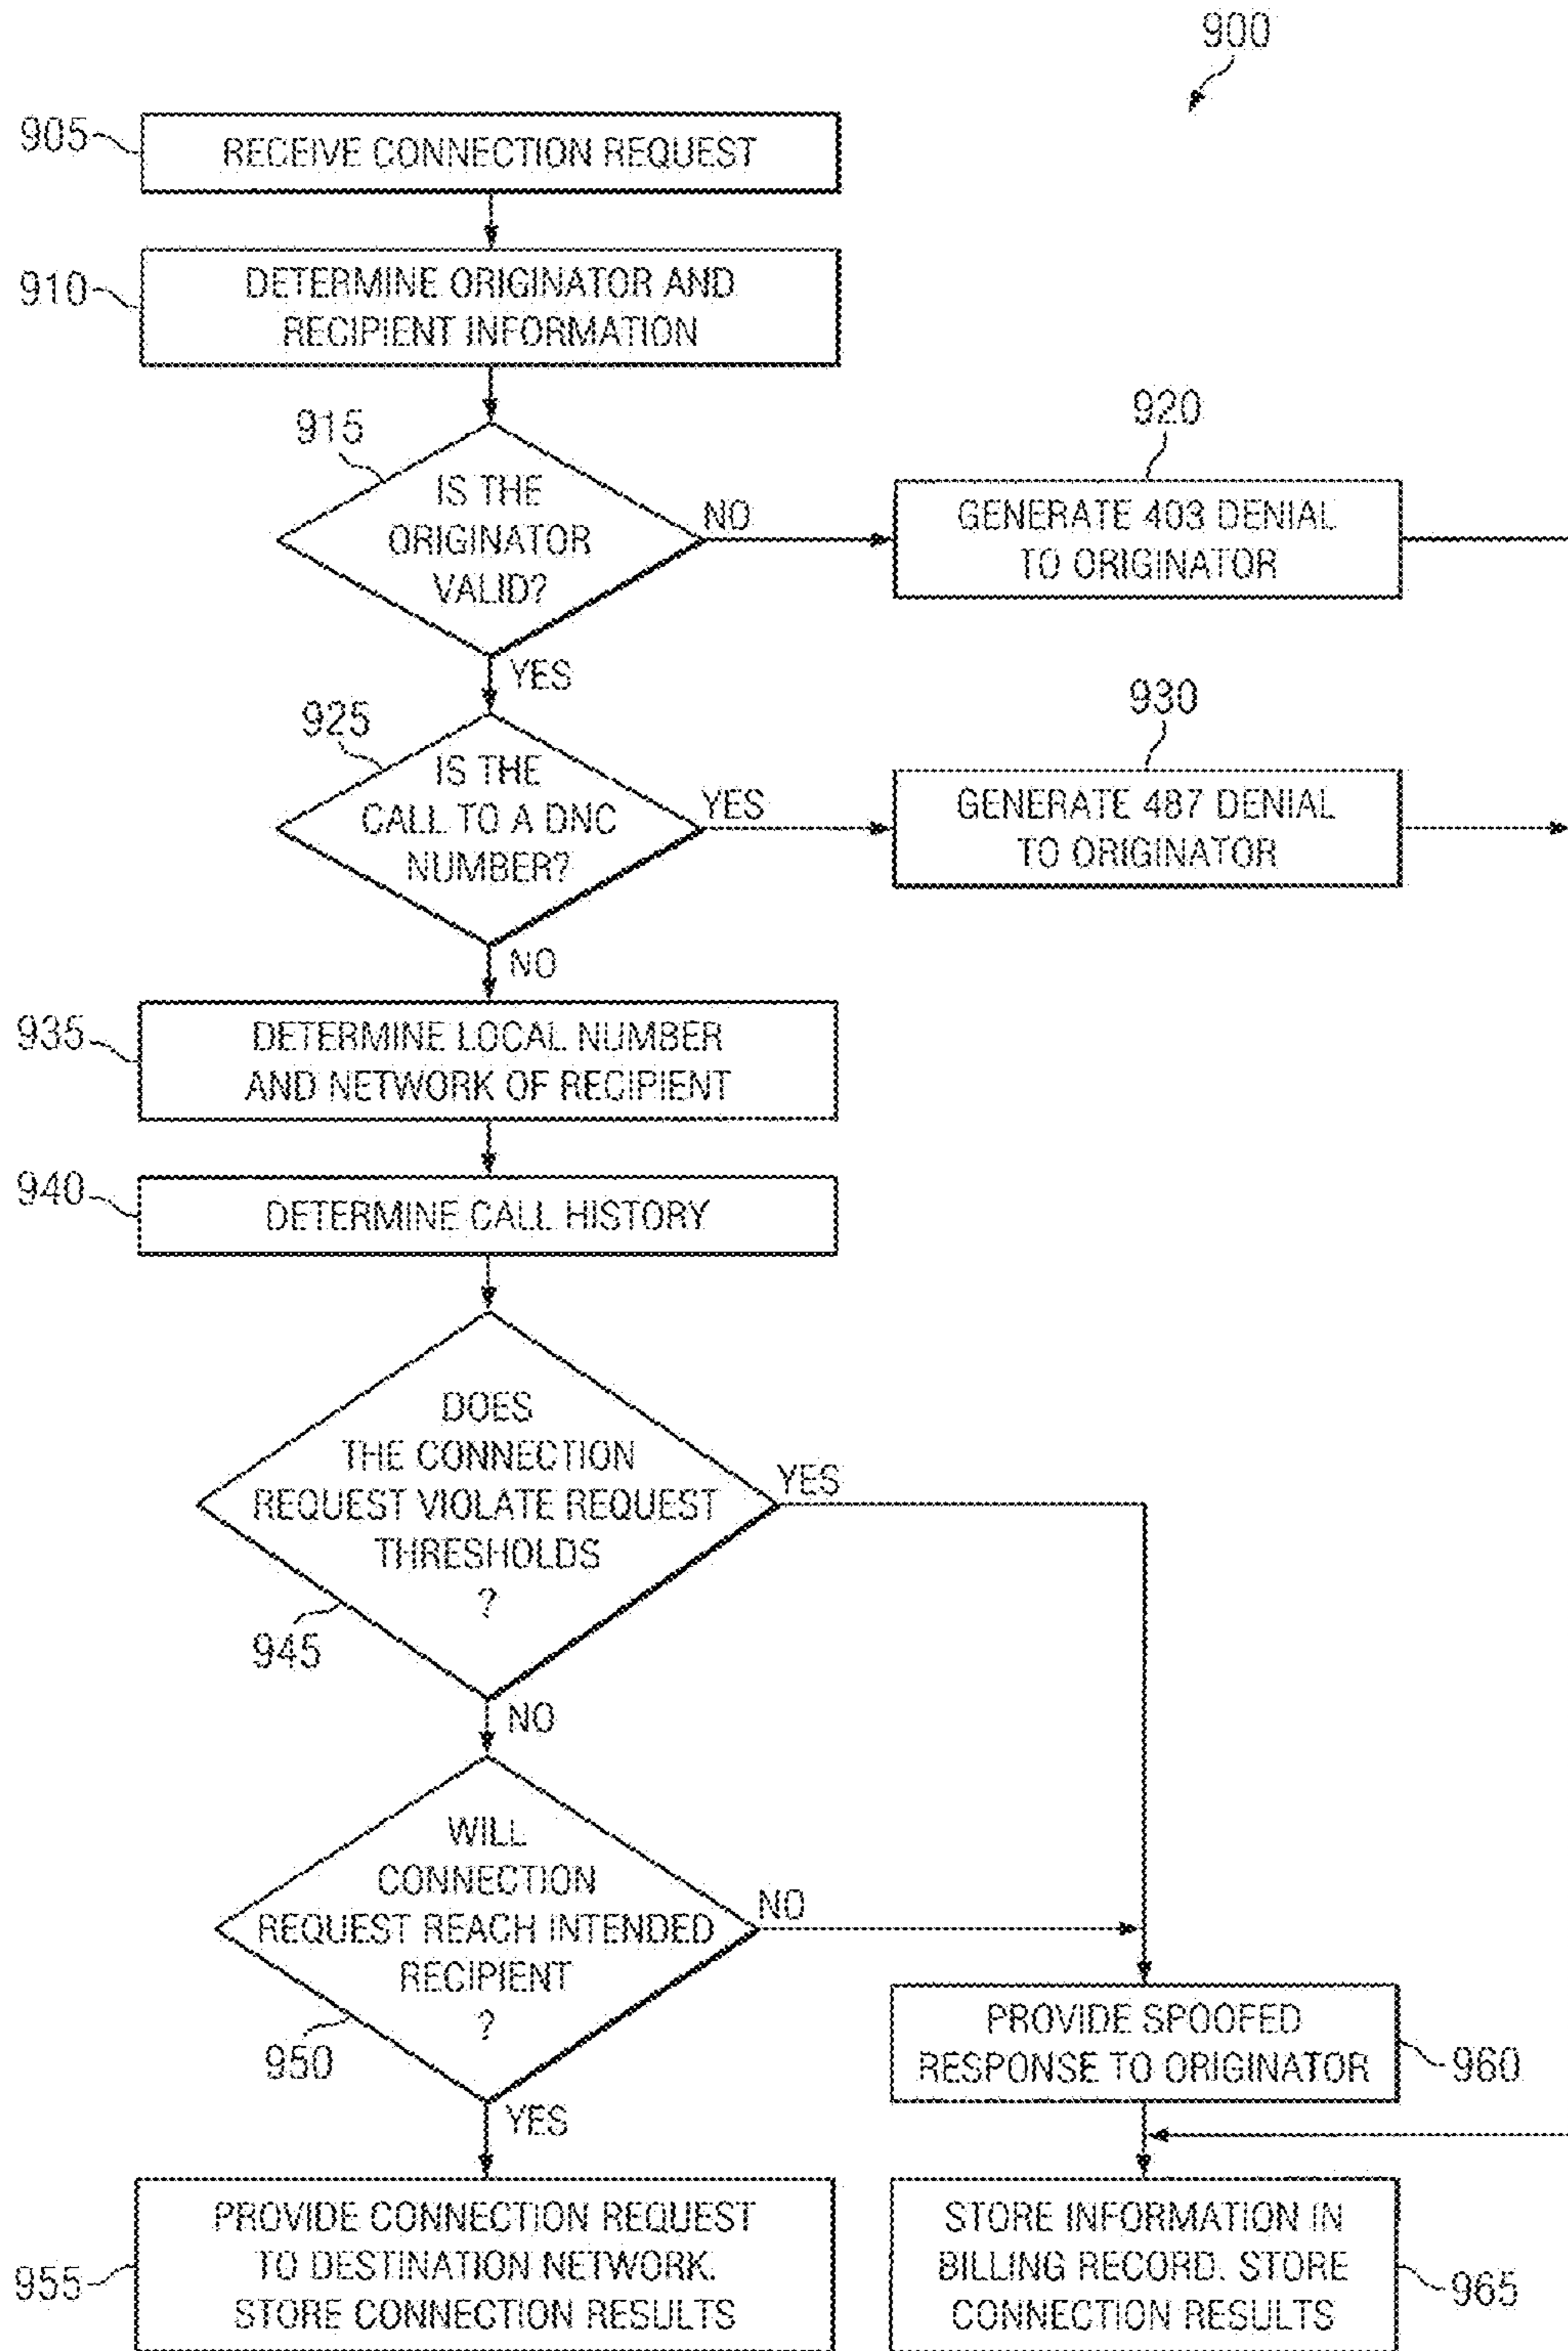 900
905
RECEIVE CONNECTION REQUEST
910
DETERMINE ORIGINATOR AND
RECIPIENT INFORMATION
915
IS THE
ORIGINATOR
VALID?
NO
920
GENERATE 403 DENIAL
TO ORIGINATOR
YES
925
IS THE
CALL TO A DNC
NUMBER?
YES
930
GENERATE 487 DENIAL
TO ORIGINATOR
NO
935
DETERMINE LOCAL NUMBER
AND NETWORK OF RECIPIENT
940
DETERMINE CALL HISTORY
DOES
THE CONNECTION
REQUEST VIOLATE REQUEST
THRESHOLDS
?
YES
945
NO
WILL
CONNECTION
REQUEST REACH INTENDED
RECIPIENT
?
NO
950
YES
PROVIDE SPOOFED
RESPONSE TO ORIGINATOR
960
PROVIDE CONNECTION REQUEST
TO DESTINATION NETWORK.
STORE CONNECTION RESULTS
955
STORE INFORMATION IN
BILLING RECORD. STORE
CONNECTION RESULTS
965